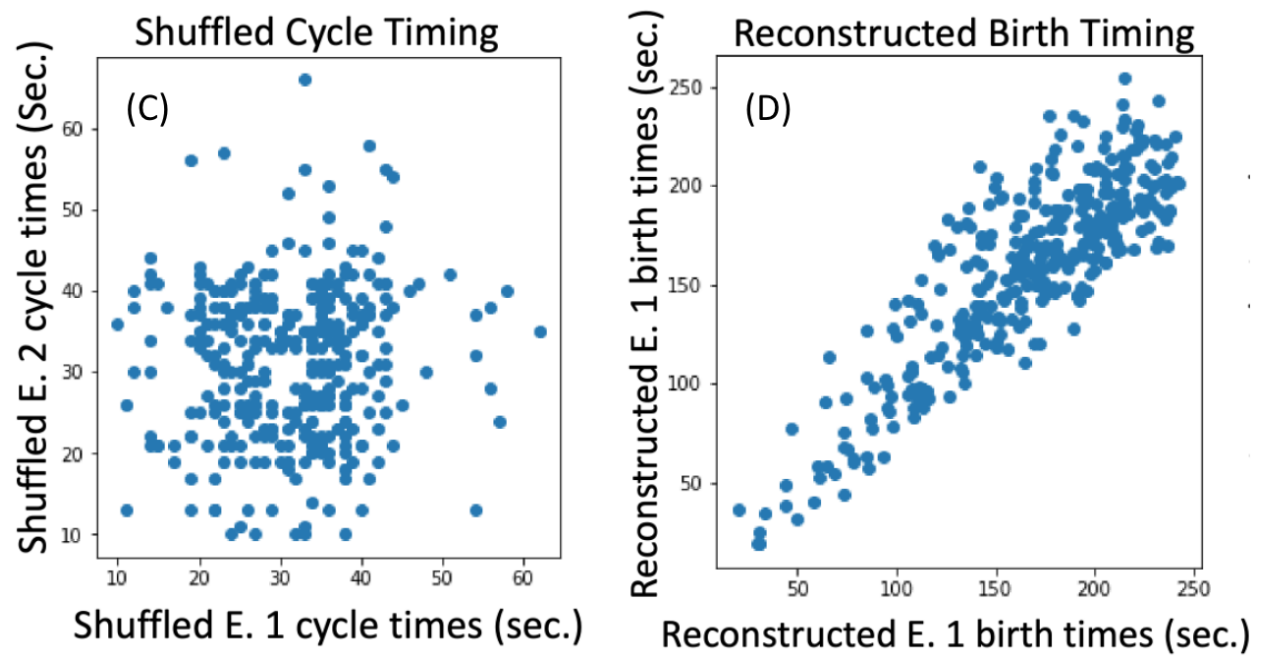 Shuffled Cycle Timing
Shuffled E. 2 cycle times (Sec.)
(C)
60
50
40
30
20
10
10 20 30 40 50 60
Shuffled E. 1 cycle times (sec.)
Reconstructed Birth Timing
Reconstructed E. 1 birth times (sec.)
(D)
250
200
150
100
50
50 100 150 200 250
Reconstructed E. 1 birth times (sec.)